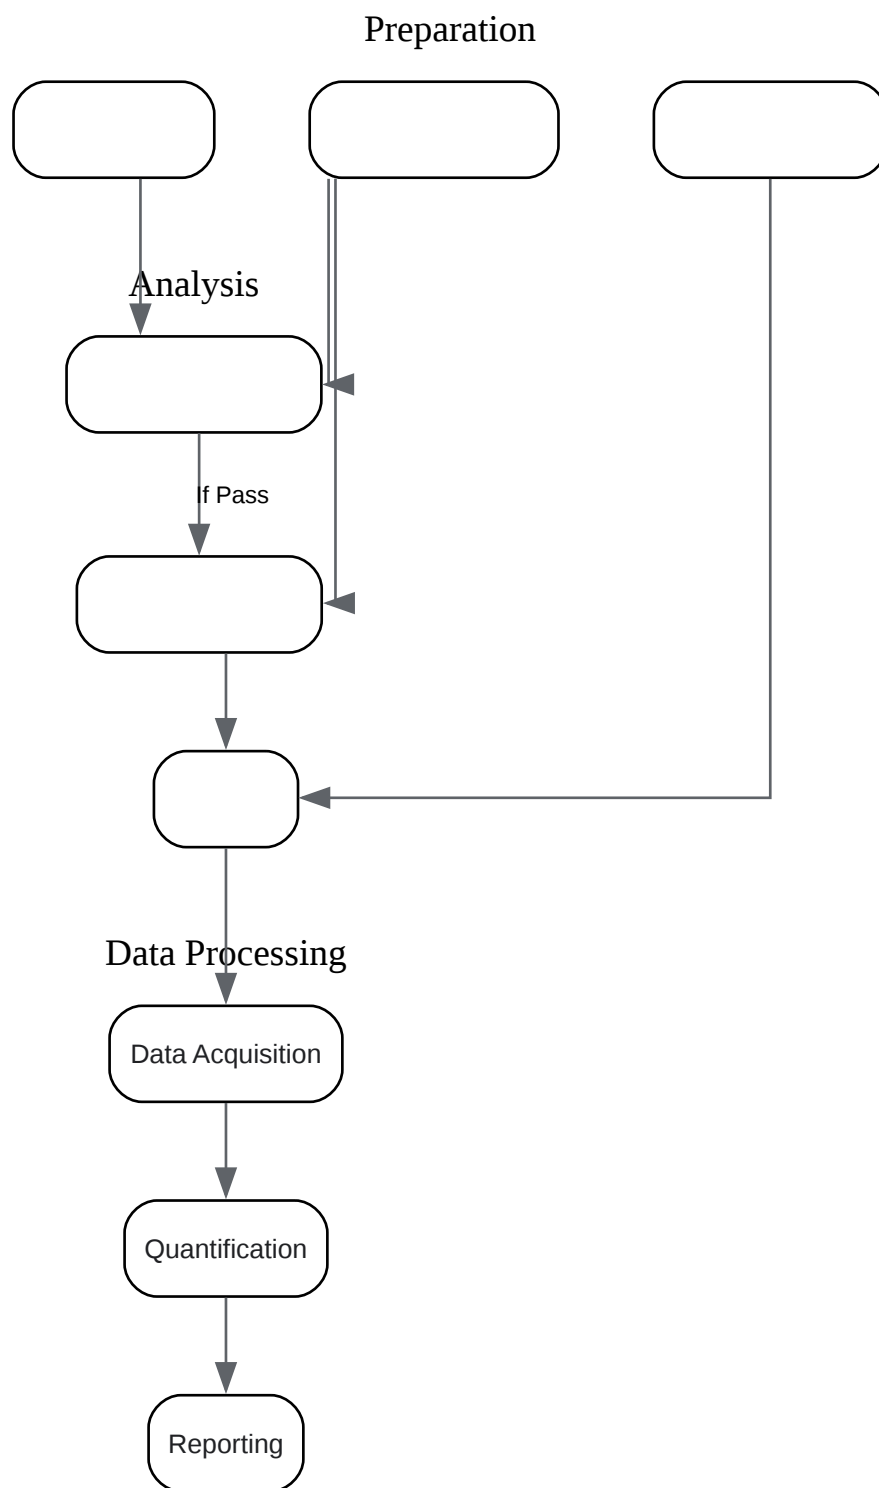 Preparation
Analysis
If Pass
Data Processing
Data Acquisition
Quantification
Reporting